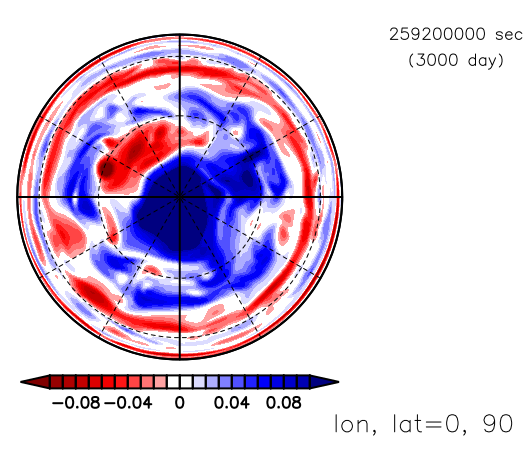 259200000 sec
(3000 day)
−0.08 −0.04 0 0.04 0.08
lon, lat=0, 90